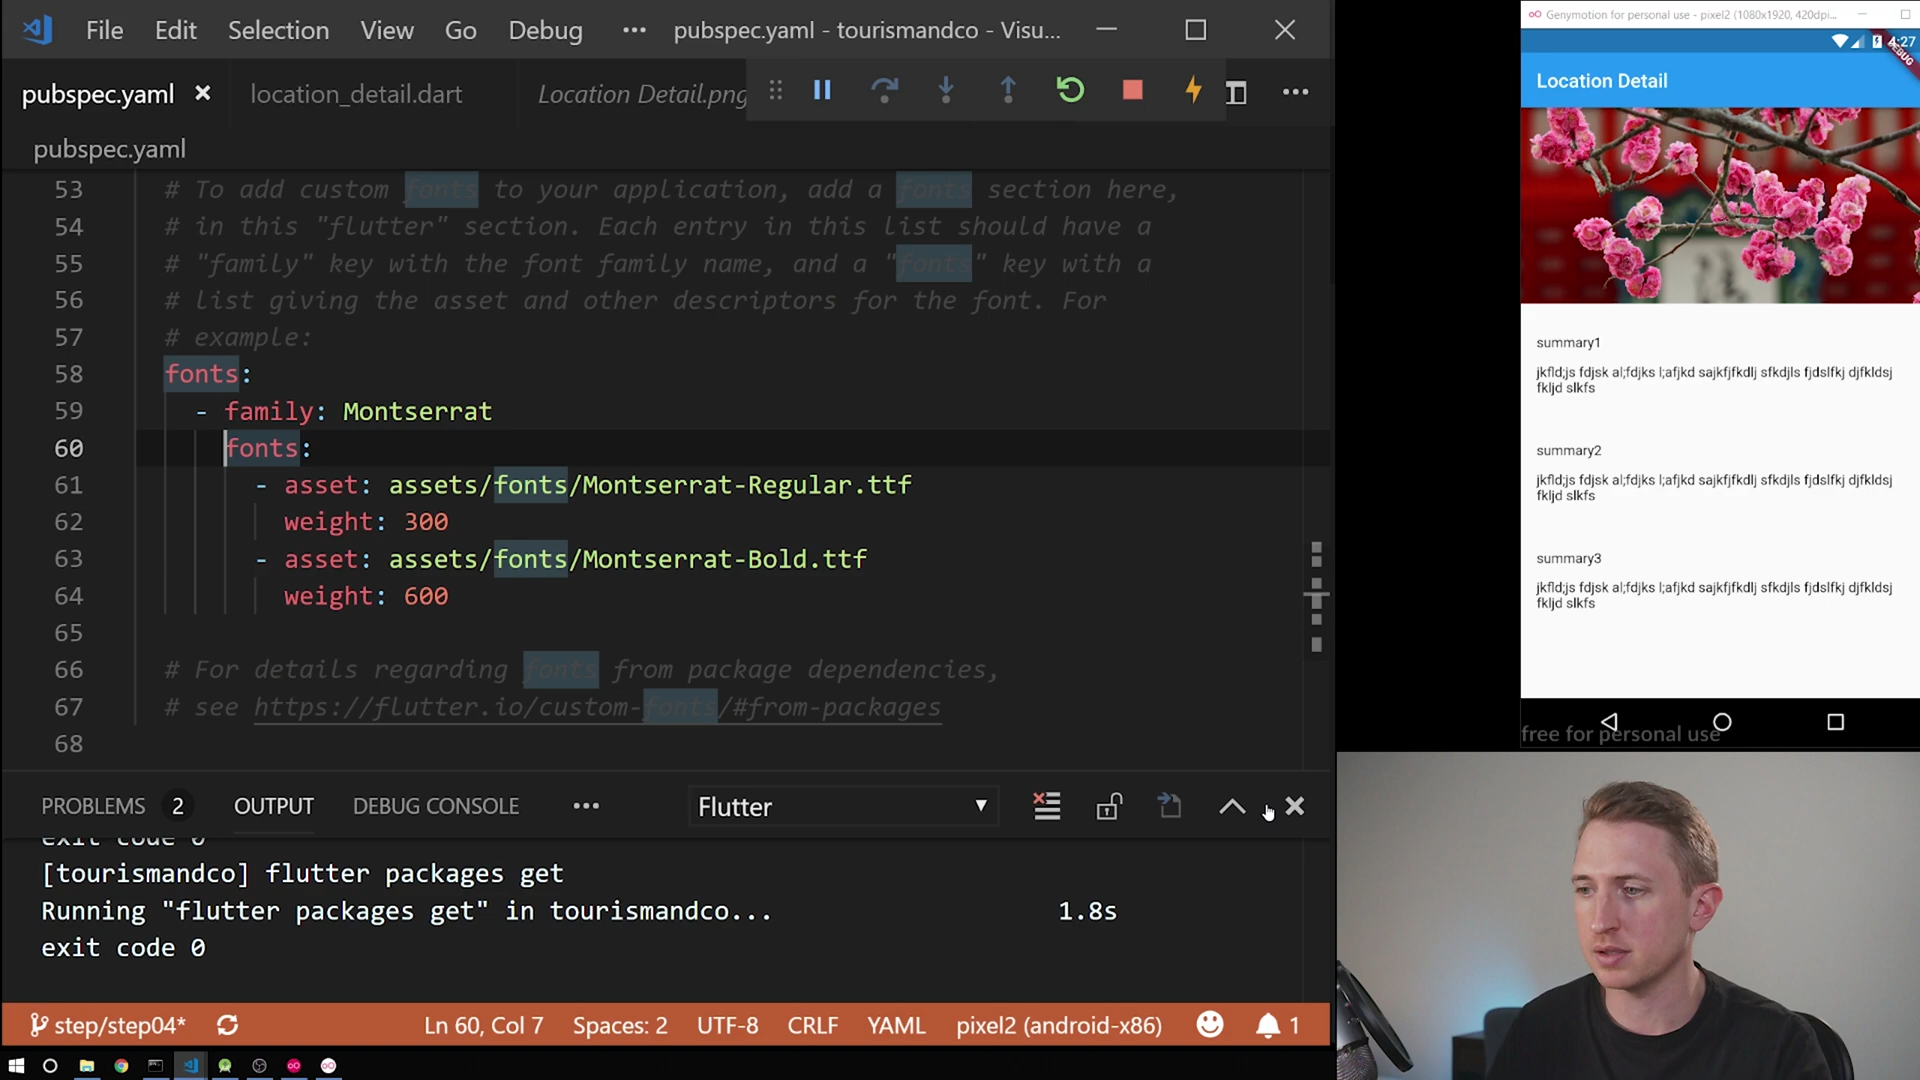 File Edit Selection View Go Debug ••• pubspec.yaml - tourismandco - Visu...
pubspec.yaml location_detail.dart Location Detail.png
pubspec.yaml
53 # To add custom fonts to your application, add a fonts section here,
54 # in this "flutter" section. Each entry in this list should have a
55 # "family" key with the font family name, and a "fonts" key with a
56 # list giving the asset and other descriptors for the font. For
57 # example:
58 fonts:
59 - family: Montserrat
60 fonts:
61 - asset: assets/fonts/Montserrat-Regular.ttf
62 weight: 300
63 - asset: assets/fonts/Montserrat-Bold.ttf
64 weight: 600
65
66 # For details regarding fonts from package dependencies,
67 # see https://flutter.io/custom-fonts/#from-packages
68
PROBLEMS 2 OUTPUT DEBUG CONSOLE ••• Flutter
exit code 0
[tourismandco] flutter packages get
Running "flutter packages get" in tourismandco... 1.8s
exit code 0
step/step04* Ln 60, Col 7 Spaces: 2 UTF-8 CRLF YAML pixel2 (android-x86) 1
Genymotion for personal use - pixel2 (1080x1920, 420dpi...
4:27
DEBUG
Location Detail
summary1
jkfld;js fdjsk al;fdjks l;afjkd sajkfjfkdlj sfkdjls fjdslfkj djfkldsj
fkljd slkfs
summary2
jkfld;js fdjsk al;fdjks l;afjkd sajkfjfkdlj sfkdjls fjdslfkj djfkldsj
fkljd slkfs
summary3
jkfld;js fdjsk al;fdjks l;afjkd sajkfjfkdlj sfkdjls fjdslfkj djfkldsj
fkljd slkfs
free for personal use